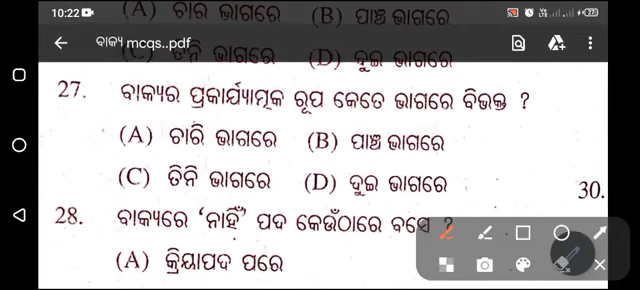 10:22
(A) ଚାରି ଭାଗରେ (B) ପାଞ୍ଚ ଭାଗରେ
ବାକ୍ୟ mcqs..pdf
(C) ତିନି ଭାଗରେ (D) ଦୁଇ ଭାଗରେ
27. ବାକ୍ୟର ପ୍ରକାର୍ଯ୍ୟାତ୍ମକ ରୂପ କେତେ ଭାଗରେ ବିଭକ୍ତ ?
(A) ଚାରି ଭାଗରେ (B) ପାଞ୍ଚ ଭାଗରେ
(C) ତିନି ଭାଗରେ (D) ଦୁଇ ଭାଗରେ
30.
28. ବାକ୍ୟରେ ‘ନାହିଁ’ ପଦ କେଉଁଠାରେ ବସେ ?
(A) କ୍ରିୟାପଦ ପରେ